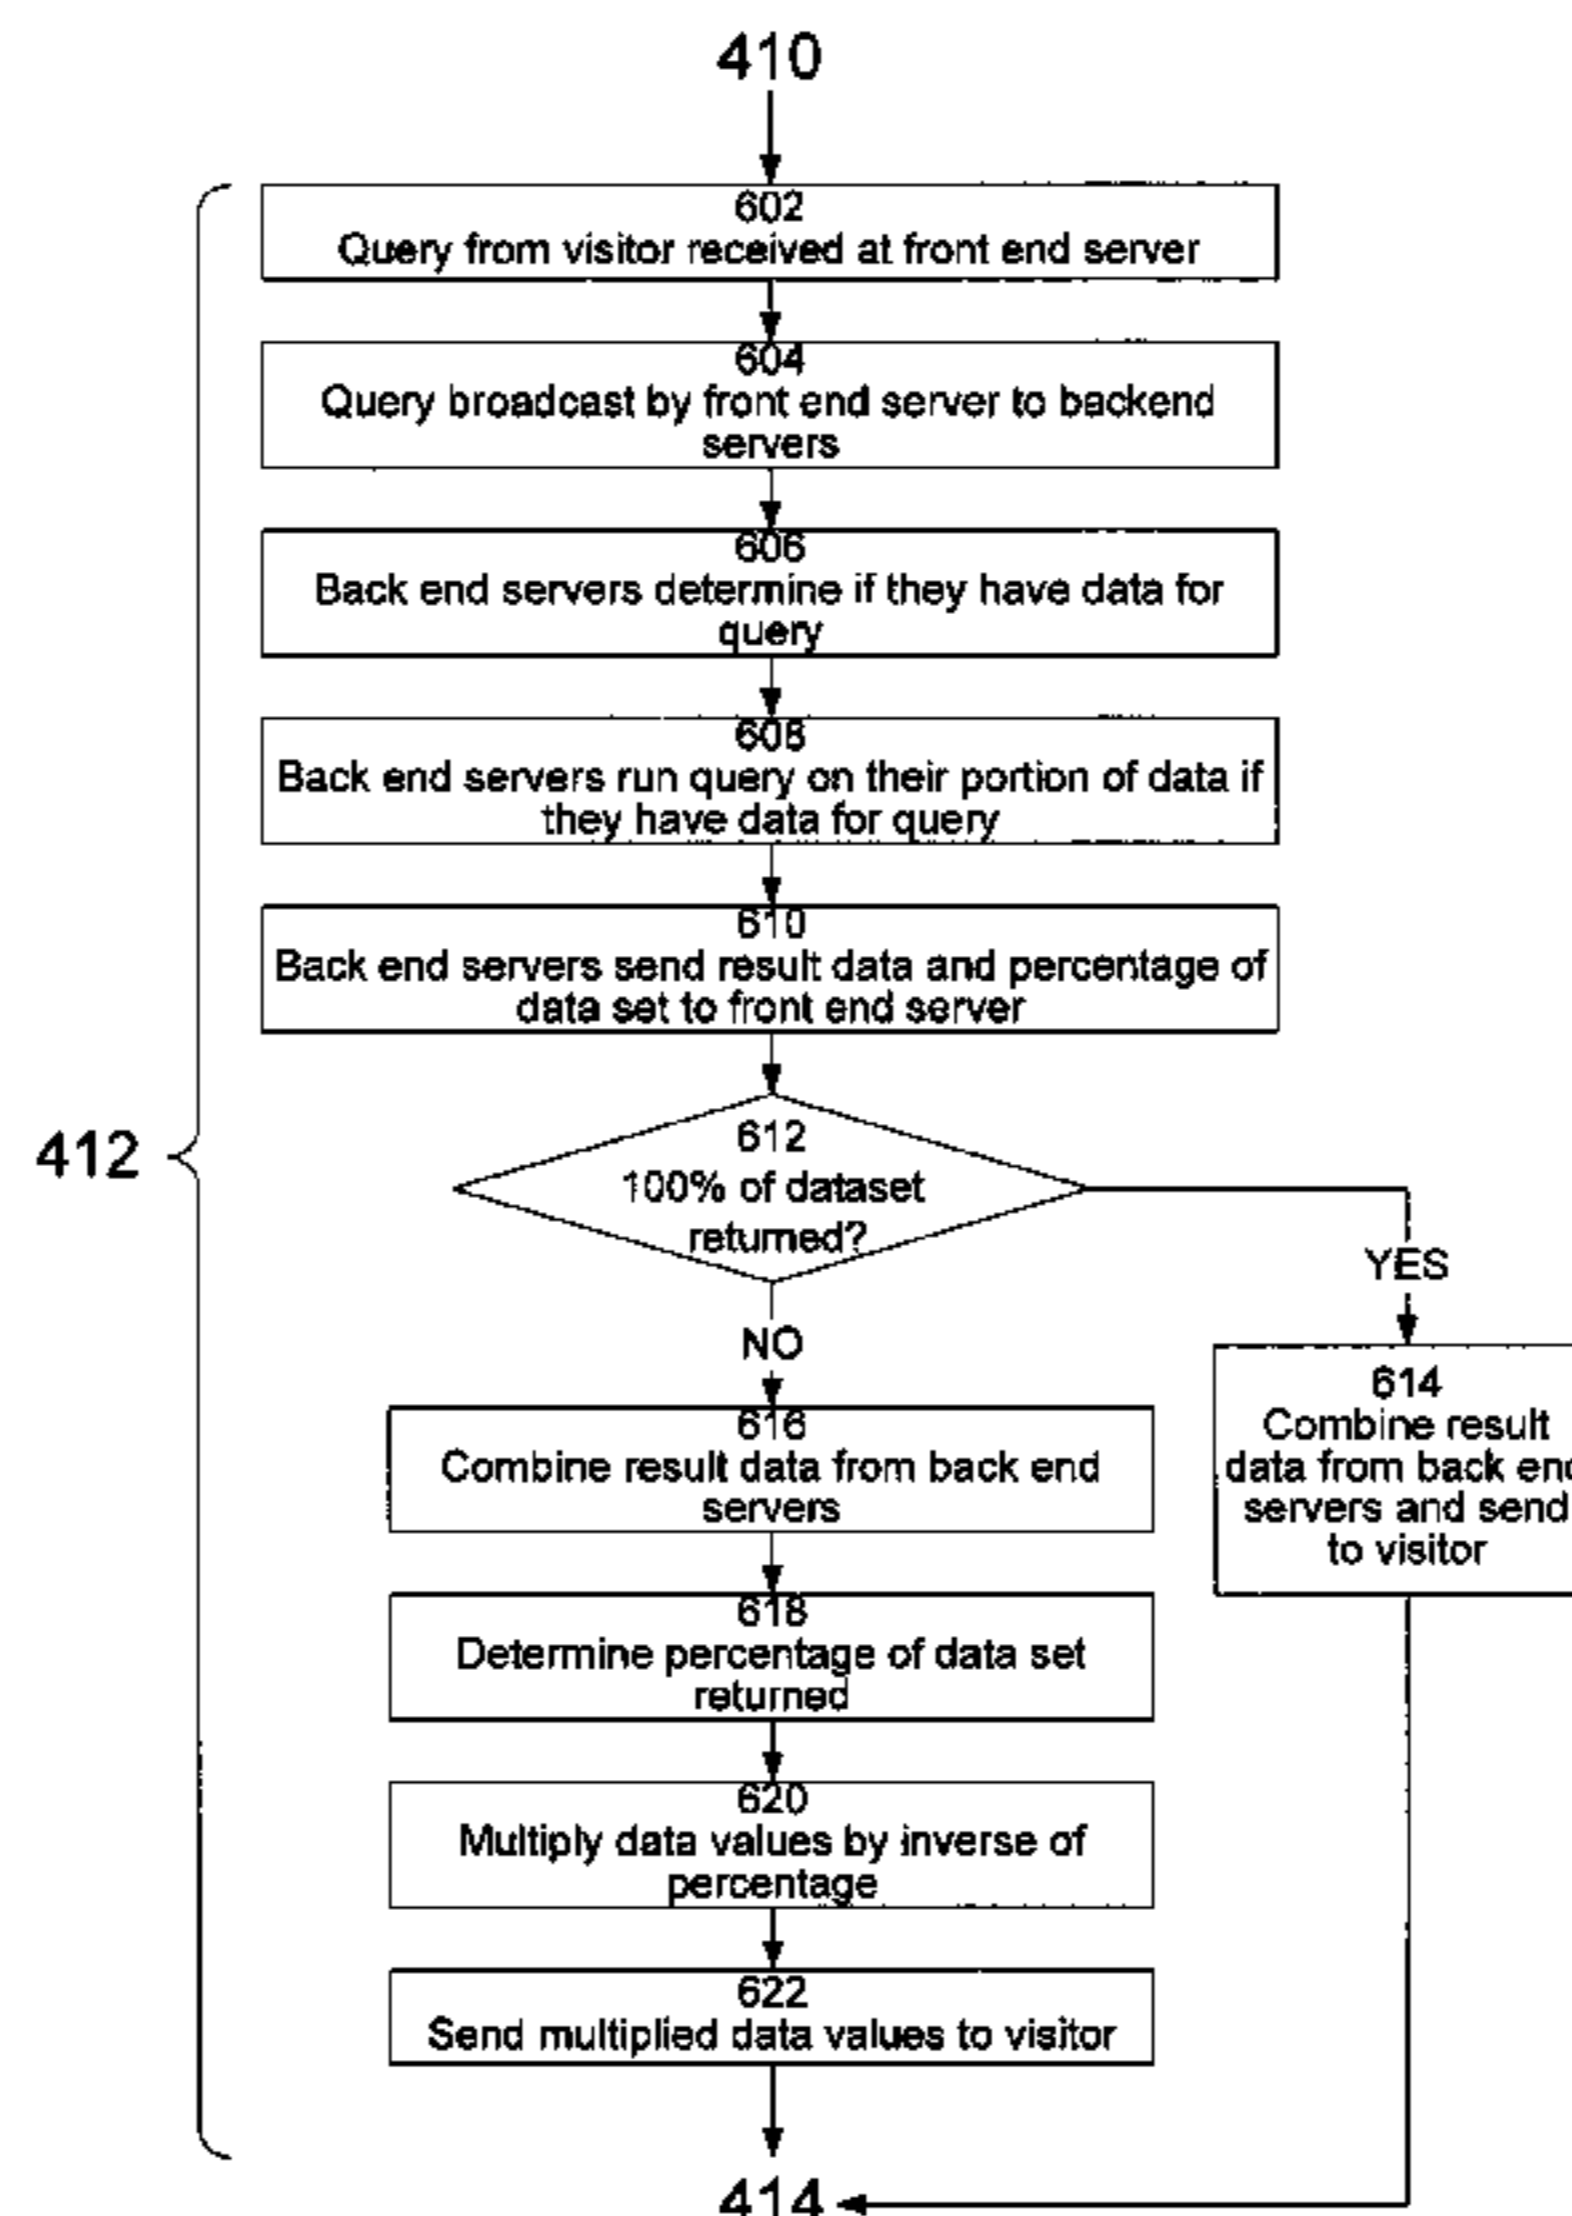 410
602
Query from visitor received at front end server
604
Query broadcast by front end server to backend
servers
606
Back end servers determine if they have data for
query
608
Back end servers run query on their portion of data if
they have data for query
610
Back end servers send result data and percentage of
data set to front end server
412
612
100% of dataset
returned?
YES
NO
614
Combine result
data from back end
servers and send
to visitor
616
Combine result data from back end
servers
618
Determine percentage of data set
returned
620
Multiply data values by inverse of
percentage
622
Send multiplied data values to visitor
414